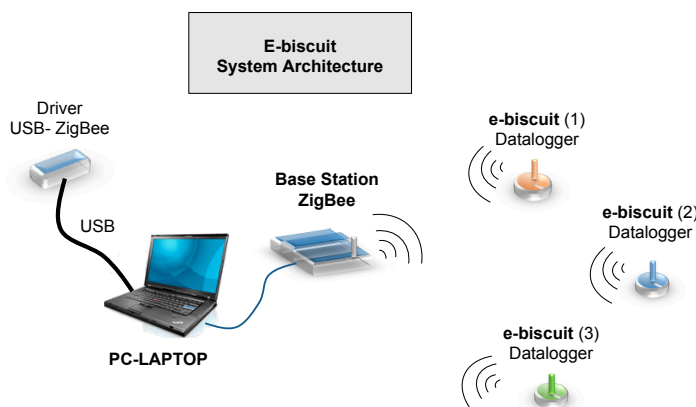 E-biscuit
System Architecture
Driver
USB- ZigBee
USB
PC-LAPTOP
Base Station
ZigBee
e-biscuit (1)
Datalogger
e-biscuit (2)
Datalogger
e-biscuit (3)
Datalogger